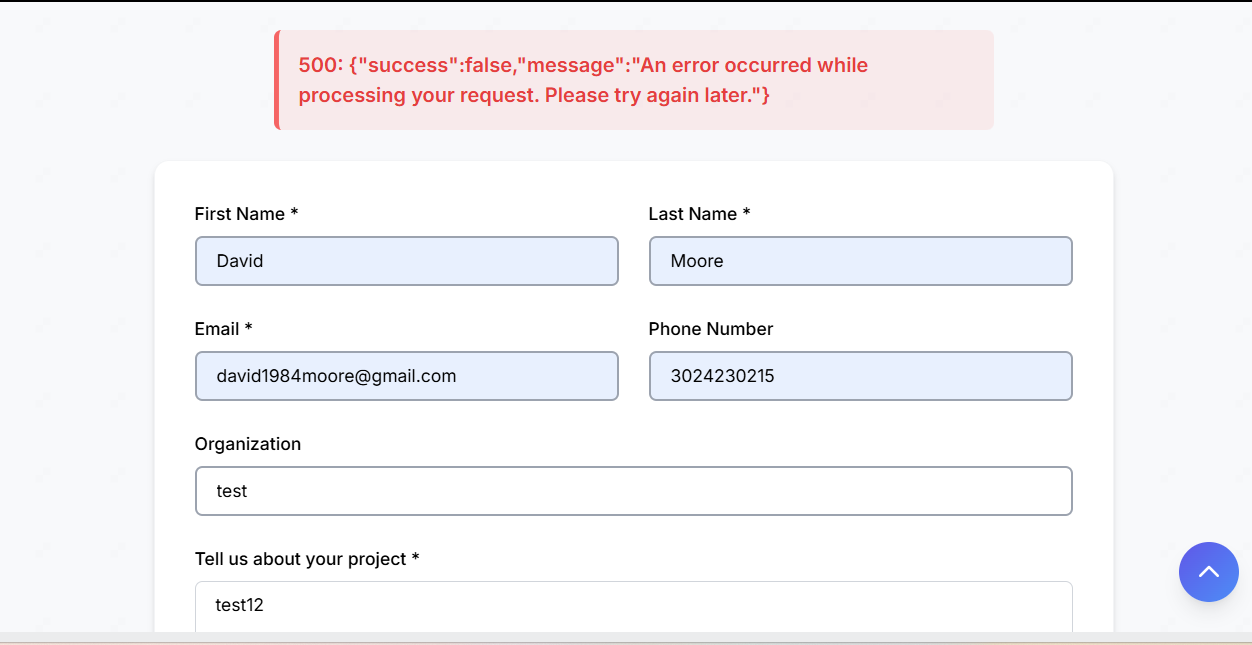 500: {"success":false,"message":"An error occurred while
processing your request. Please try again later."}
First Name *
Last Name *
David
Moore
Email *
Phone Number
david1984moore@gmail.com
3024230215
Organization
test
Tell us about your project *
test12